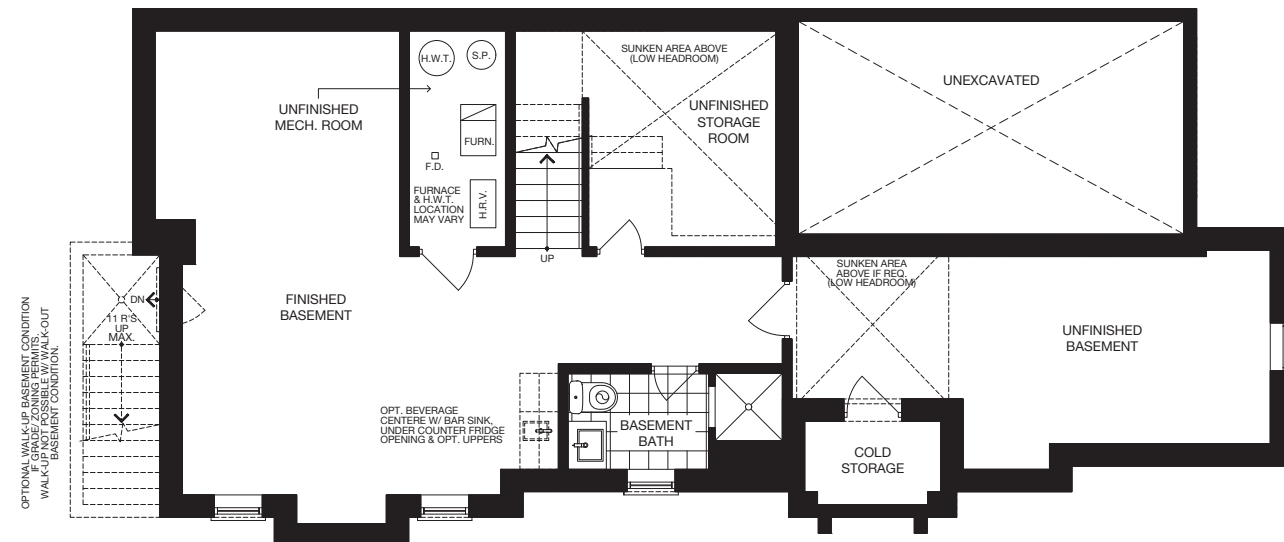 H.W.T.
S.P.
SUNKEN AREA ABOVE
(LOW HEADROOM)
UNEXCAVATED
UNFINISHED
MECH. ROOM
UNFINISHED
STORAGE
ROOM
FURN.
F.D.
FURNACE
& H.W.T.
LOCATION
MAY VARY
H.R.V.
UP
SUNKEN AREA
ABOVE IF REQ.
(LOW HEADROOM)
FINISHED
BASEMENT
UNFINISHED
BASEMENT
DN
11 R'S
UP
MAX.
OPTIONAL WALK-UP BASEMENT CONDITION
IF GRADE/ ZONING PERMITS.
WALK-UP NOT POSSIBLE W/ WALK-OUT
BASEMENT CONDITION.
OPT. BEVERAGE
CENTERE W/ BAR SINK,
UNDER COUNTER FRIDGE
OPENING & OPT. UPPERS
BASEMENT
BATH
COLD
STORAGE